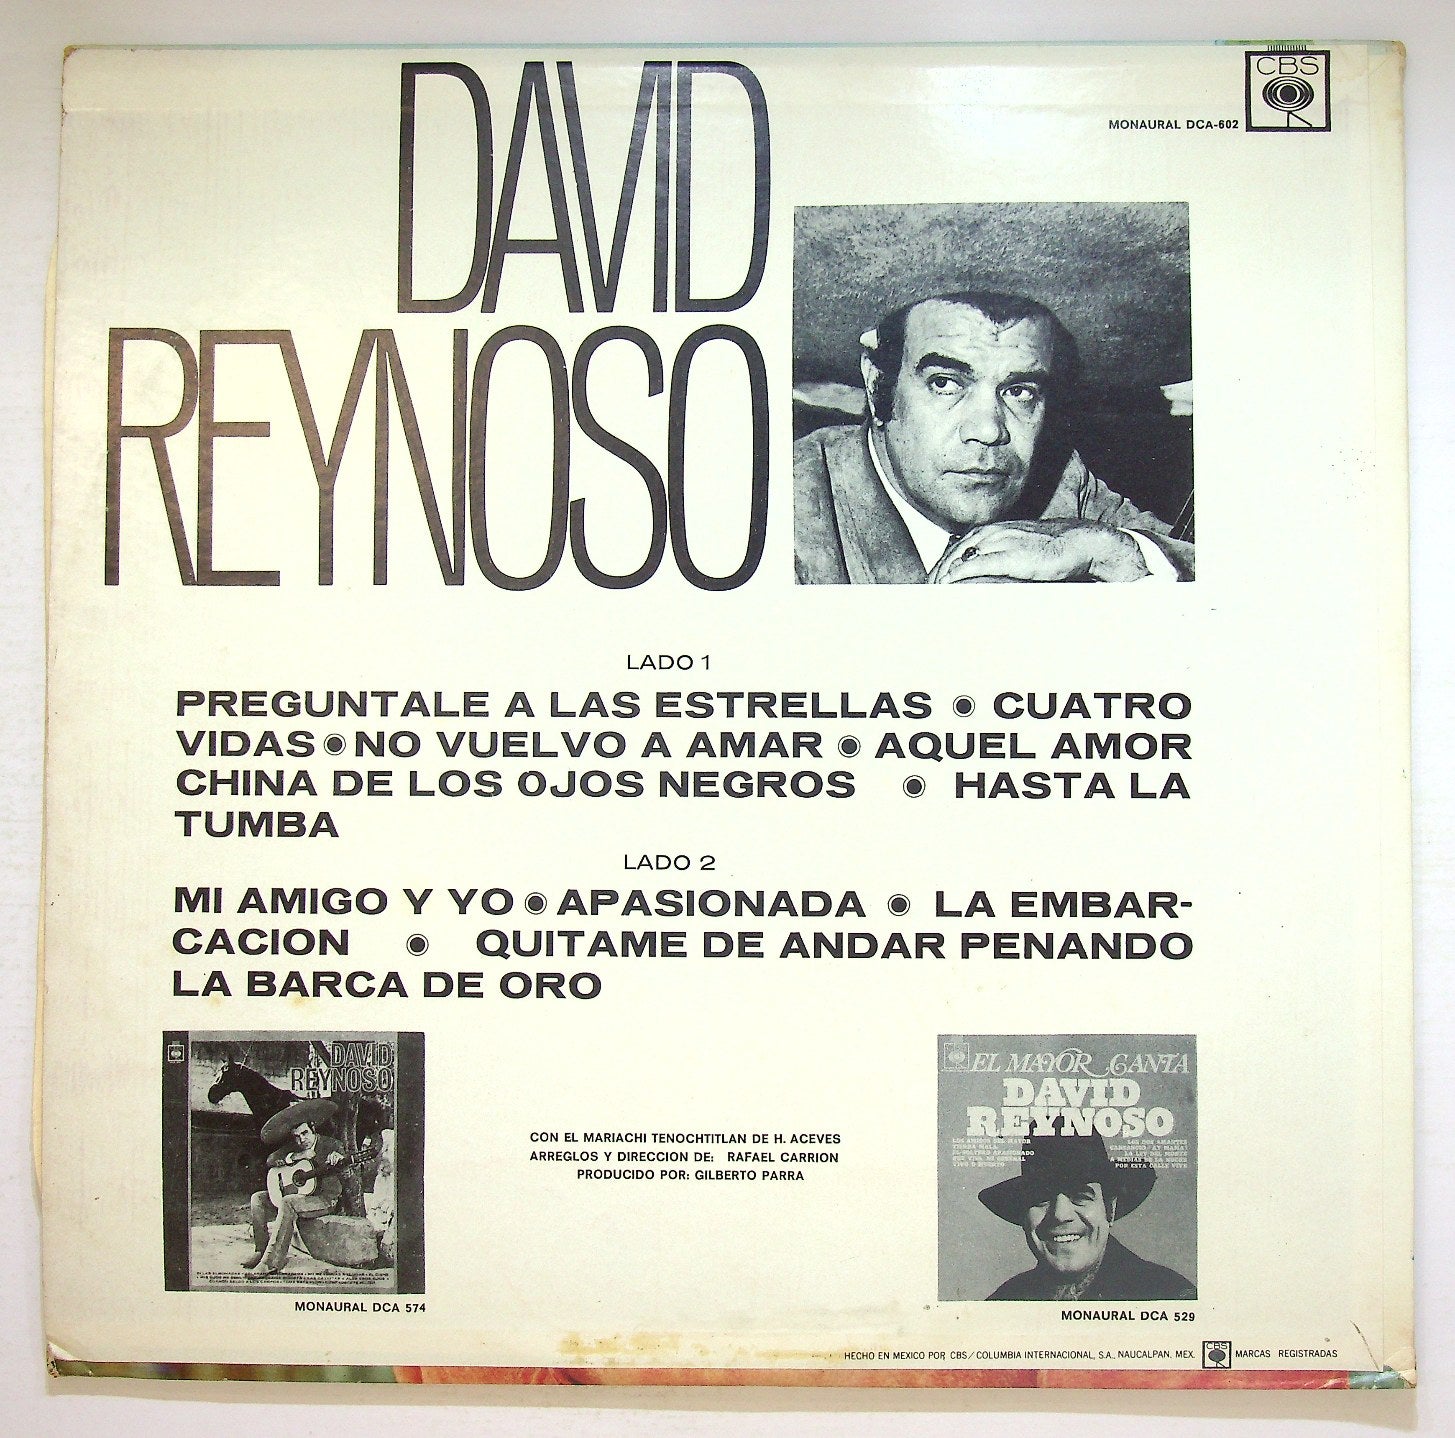 CBS
MONAURAL DCA-602
DAVID
REYNOSO
LADO 1
PREGUNTALE A LAS ESTRELLAS ◉ CUATRO
VIDAS ◉ NO VUELVO A AMAR ◉ AQUEL AMOR
CHINA DE LOS OJOS NEGROS ◉ HASTA LA
TUMBA
LADO 2
MI AMIGO Y YO ◉ APASIONADA ◉ LA EMBAR-
CACION ◉ QUITAME DE ANDAR PENANDO
LA BARCA DE ORO
DAVID
REYNOSO
MONAURAL DCA 574
CON EL MARIACHI TENOCHTITLAN DE H. ACEVES
ARREGLOS Y DIRECCION DE: RAFAEL CARRION
PRODUCIDO POR: GILBERTO PARRA
EL MAYOR CANTA
DAVID
REYNOSO
MONAURAL DCA 529
HECHO EN MEXICO POR CBS/COLUMBIA INTERNACIONAL, S.A., NAUCALPAN, MEX. CBS MARCAS REGISTRADAS